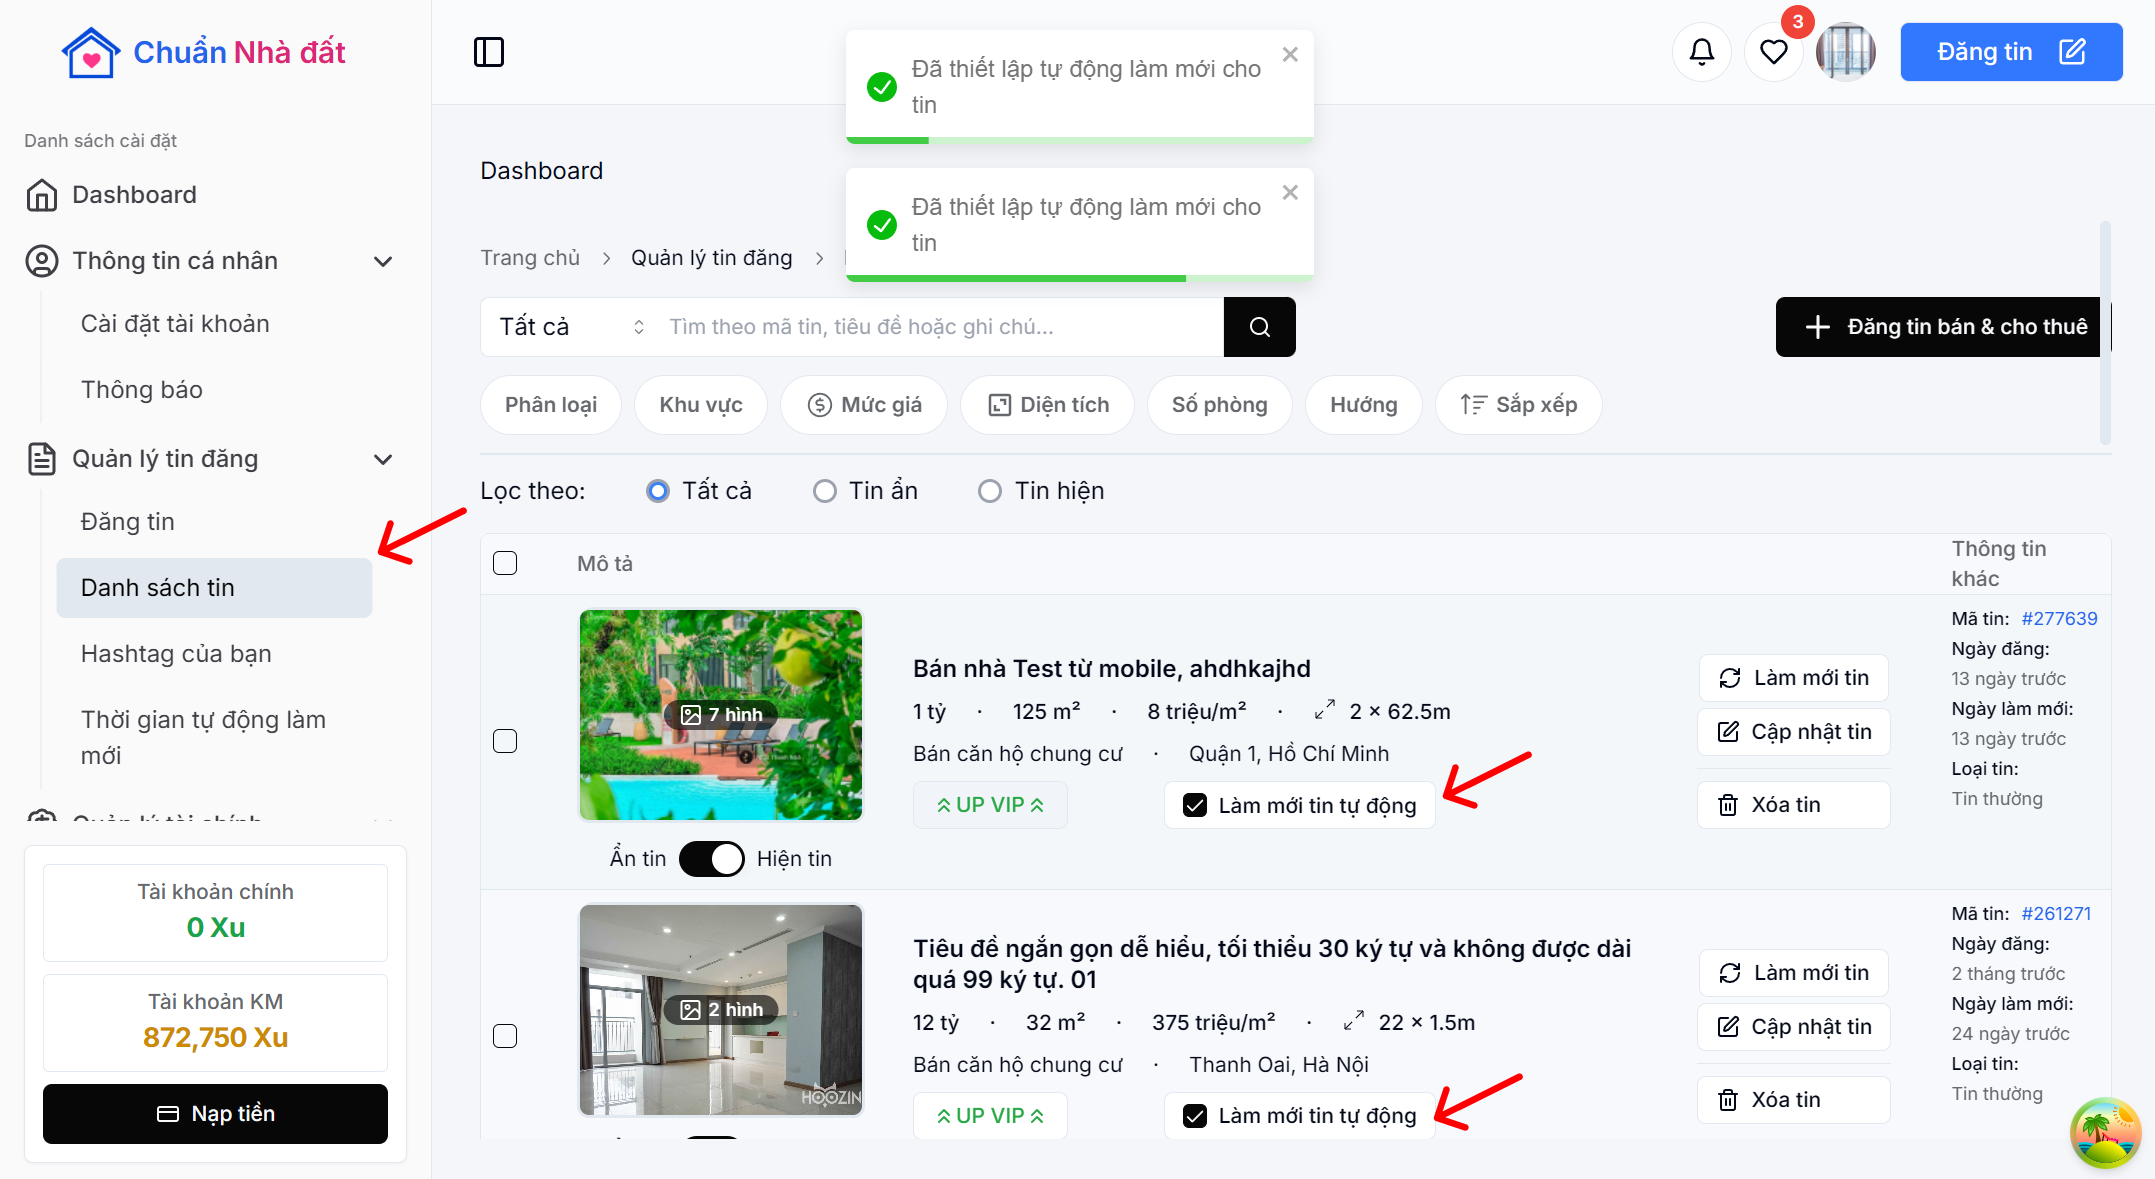 Chuẩn Nhà đất
Danh sách cài đặt
Dashboard
Thông tin cá nhân
Cài đặt tài khoản
Thông báo
Quản lý tin đăng
Đăng tin
Danh sách tin
Hashtag của bạn
Thời gian tự động làm
mới
Quản lý tài chính
Tài khoản chính
0 Xu
Tài khoản KM
872,750 Xu
Nạp tiền
Đã thiết lập tự động làm mới cho
tin
Đã thiết lập tự động làm mới cho
tin
3
Đăng tin
Dashboard
Trang chủ > Quản lý tin đăng >
Tất cả
Tìm theo mã tin, tiêu đề hoặc ghi chú...
Đăng tin bán & cho thuê
Phân loại
Khu vực
Mức giá
Diện tích
Số phòng
Hướng
Sắp xếp
Lọc theo: Tất cả Tin ẩn Tin hiện
Mô tả
Thông tin
khác
7 hình
Ẩn tin Hiện tin
Bán nhà Test từ mobile, ahdhkajhd
1 tỷ · 125 m² · 8 triệu/m² · 2 x 62.5m
Bán căn hộ chung cư · Quận 1, Hồ Chí Minh
UP VIP
Làm mới tin tự động
Làm mới tin
Cập nhật tin
Xóa tin
Mã tin: #277639
Ngày đăng:
13 ngày trước
Ngày làm mới:
13 ngày trước
Loại tin:
Tin thường
2 hình
HOOZIN
Tiêu đề ngắn gọn dễ hiểu, tối thiểu 30 ký tự và không được dài
quá 99 ký tự. 01
12 tỷ · 32 m² · 375 triệu/m² · 22 x 1.5m
Bán căn hộ chung cư · Thanh Oai, Hà Nội
UP VIP
Làm mới tin tự động
Làm mới tin
Cập nhật tin
Xóa tin
Mã tin: #261271
Ngày đăng:
2 tháng trước
Ngày làm mới:
24 ngày trước
Loại tin:
Tin thường